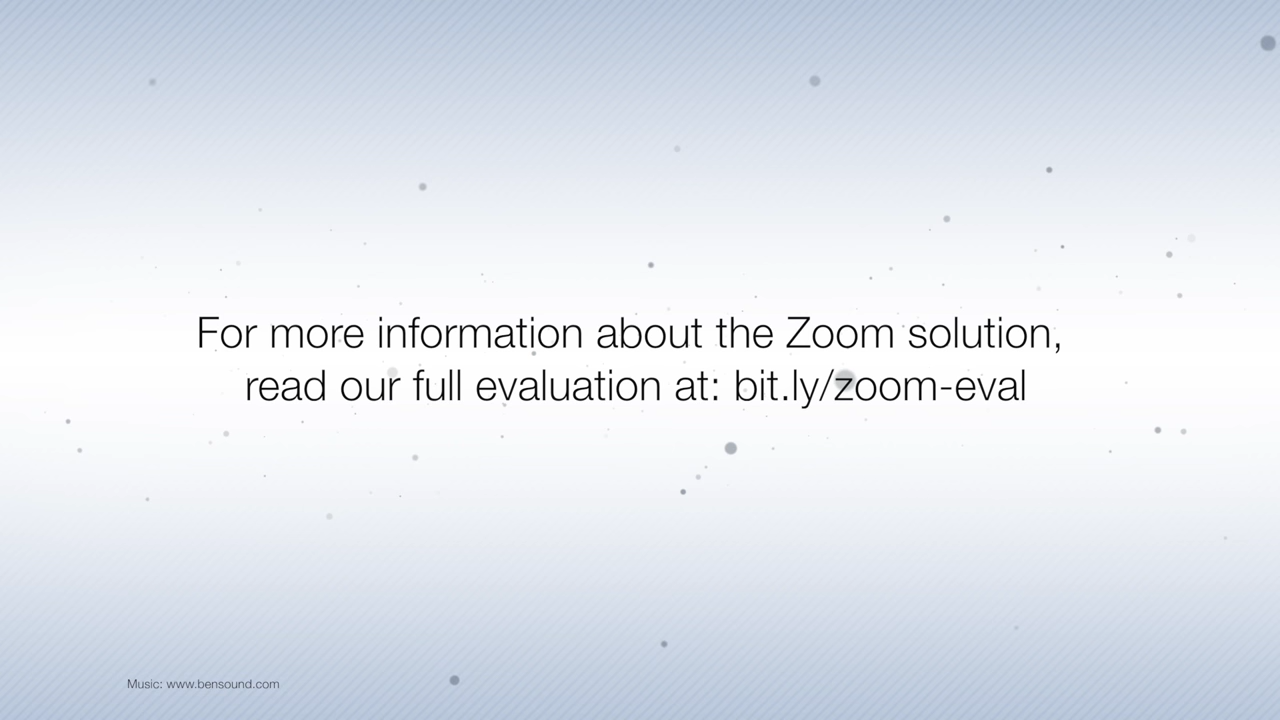 For more information about the Zoom solution,
read our full evaluation at: bit.ly/zoom-eval
Music: www.bensound.com